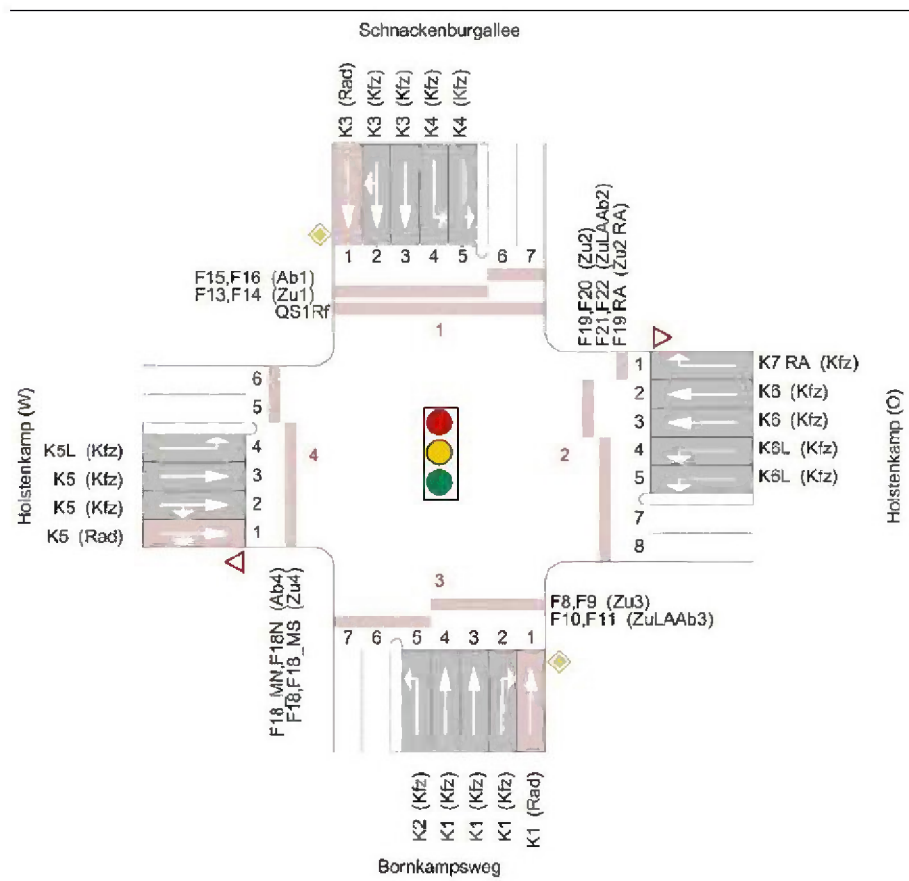 Schnackenburgallee
K3 (Rad)
K3 (Kfz)
K3 (Kfz)
K4 (Kfz)
K4 (Kfz)
1 2 3 4 5 6 7
F15,F16 (Ab1)
F13,F14 (Zu1)
QS1Rf
1
F19,F20 (Zu2)
F21,F22 (ZuLAAb2)
F19 RA (Zu2 RA)
1 K7 RA (Kfz)
2 K6 (Kfz)
3 K6 (Kfz)
4 K6L (Kfz)
5 K6L (Kfz)
7
8
2
Holstenkamp (O)
Holstenkamp (W)
6
5
K5L (Kfz) 4
K5 (Kfz) 3
K5 (Kfz) 2
K5 (Rad) 1
4
3
F18_MN,F18N (Ab4)
F18,F18_MS (Zu4)
F8,F9 (Zu3)
F10,F11 (ZuLAAb3)
7 6 5 4 3 2 1
K2 (Kfz)
K1 (Kfz)
K1 (Kfz)
K1 (Kfz)
K1 (Rad)
Bornkampsweg